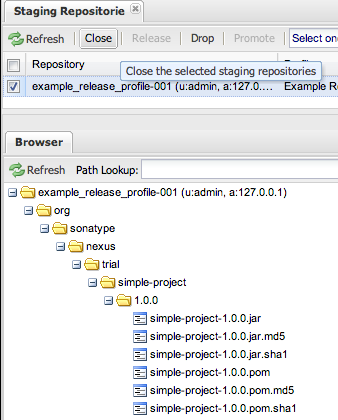 Staging Repositorie
Refresh Close Release Drop Promote Select one
Repository
Close the selected staging repositories
example_release_profile-001 (u:admin, a:127.0.... Example Re
Browser
Refresh Path Lookup:
example_release_profile-001 (u:admin, a:127.0.0.1)
org
sonatype
nexus
trial
simple-project
1.0.0
simple-project-1.0.0.jar
simple-project-1.0.0.jar.md5
simple-project-1.0.0.jar.sha1
simple-project-1.0.0.pom
simple-project-1.0.0.pom.md5
simple-project-1.0.0.pom.sha1